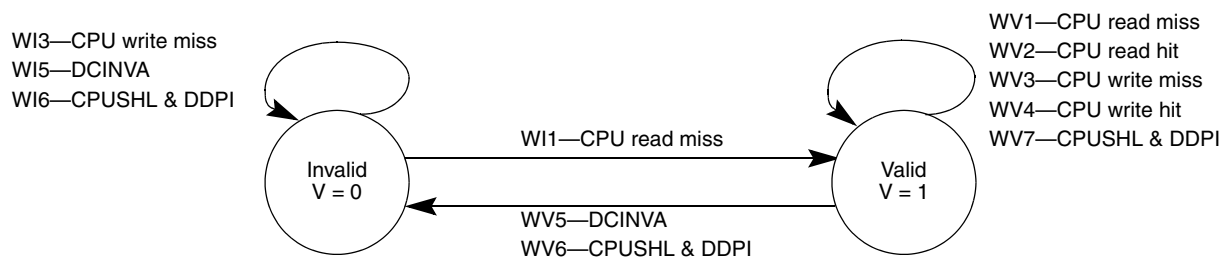 WI3—CPU write miss
WI5—DCINVA
WI6—CPUSHL & DDPI
Invalid
V = 0
WI1—CPU read miss
WV5—DCINVA
WV6—CPUSHL & DDPI
Valid
V = 1
WV1—CPU read miss
WV2—CPU read hit
WV3—CPU write miss
WV4—CPU write hit
WV7—CPUSHL & DDPI